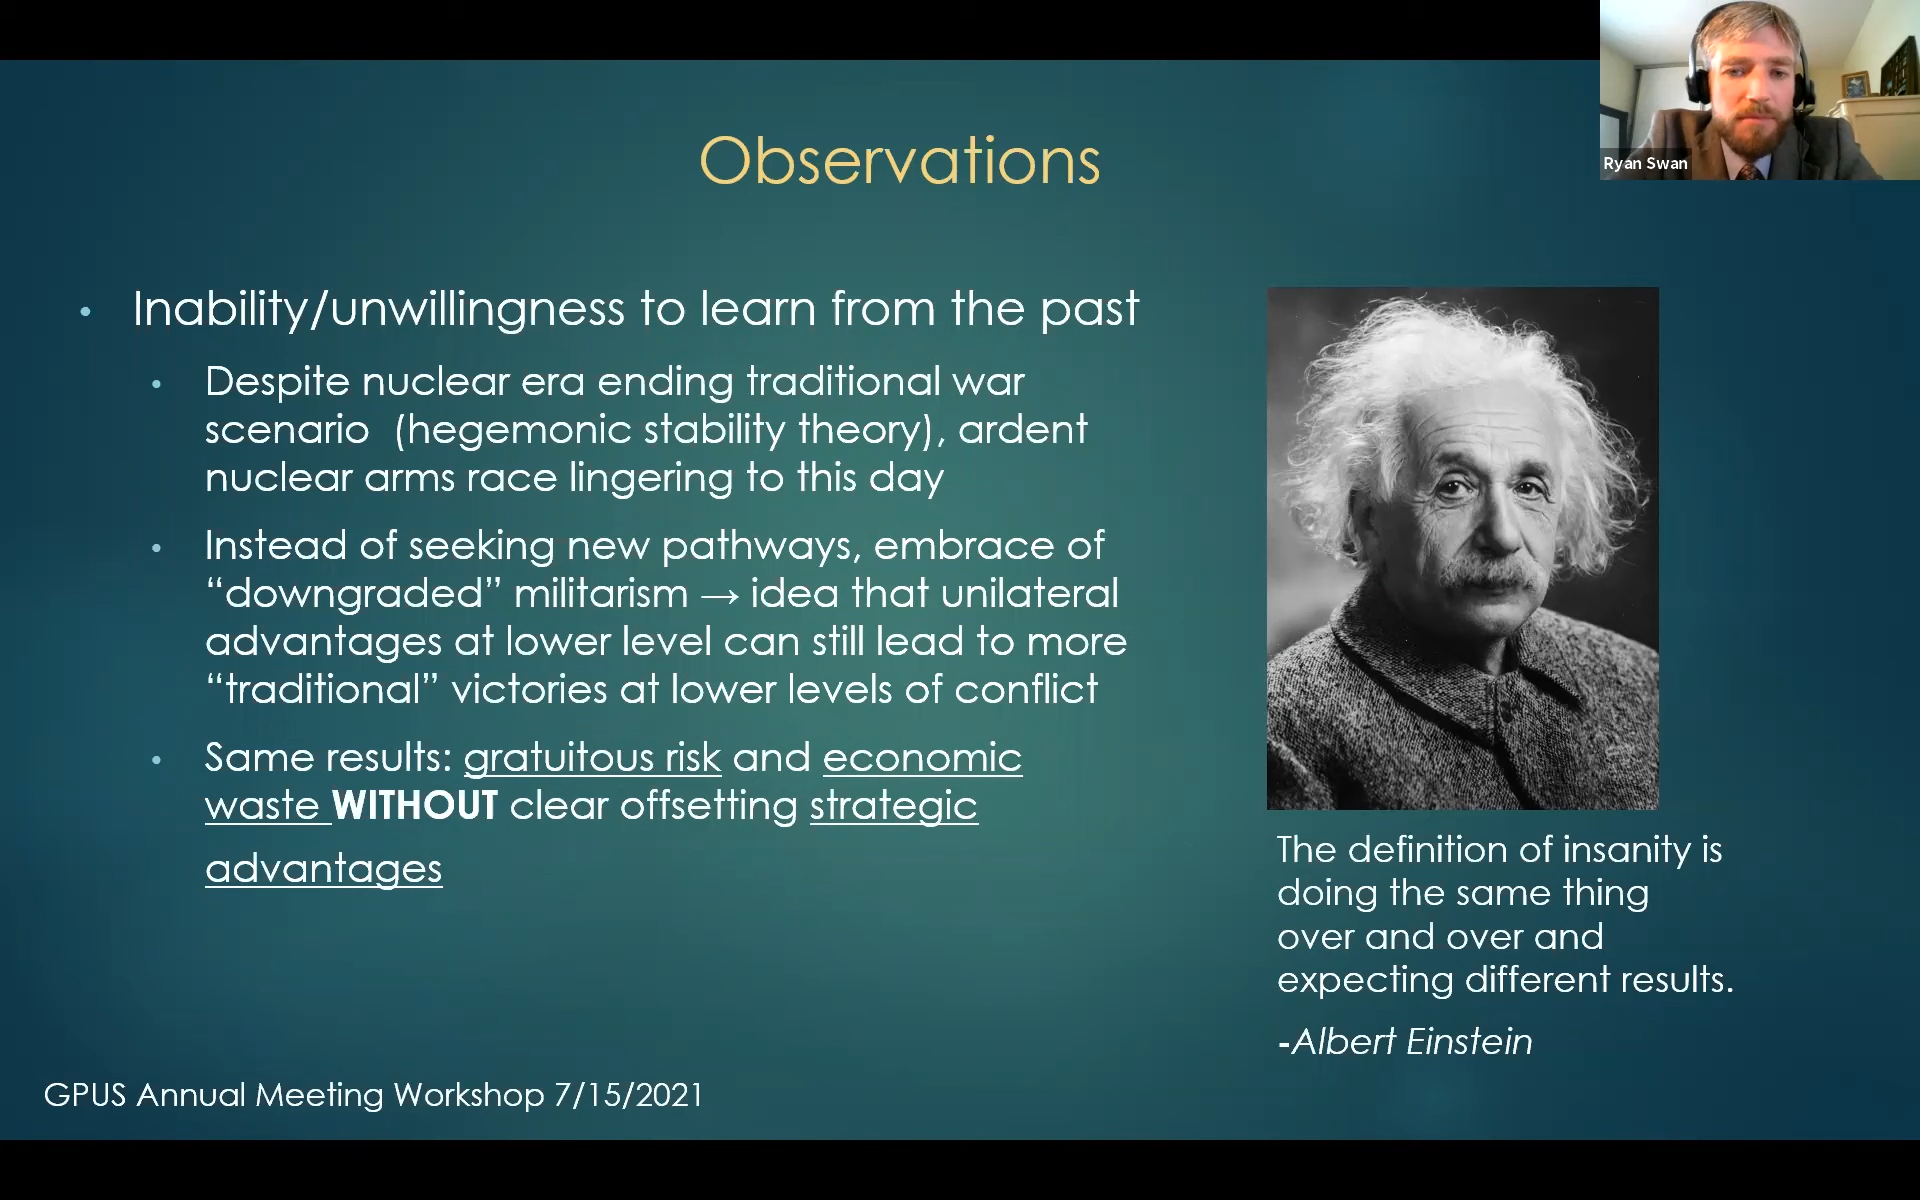 Ryan Swan
Observations
• Inability/unwillingness to learn from the past
• Despite nuclear era ending traditional war
scenario  (hegemonic stability theory), ardent
nuclear arms race lingering to this day
• Instead of seeking new pathways, embrace of
“downgraded” militarism → idea that unilateral
advantages at lower level can still lead to more
“traditional” victories at lower levels of conflict
• Same results: gratuitous risk and economic
waste WITHOUT clear offsetting strategic
advantages
The definition of insanity is
doing the same thing
over and over and
expecting different results.
-Albert Einstein
GPUS Annual Meeting Workshop 7/15/2021